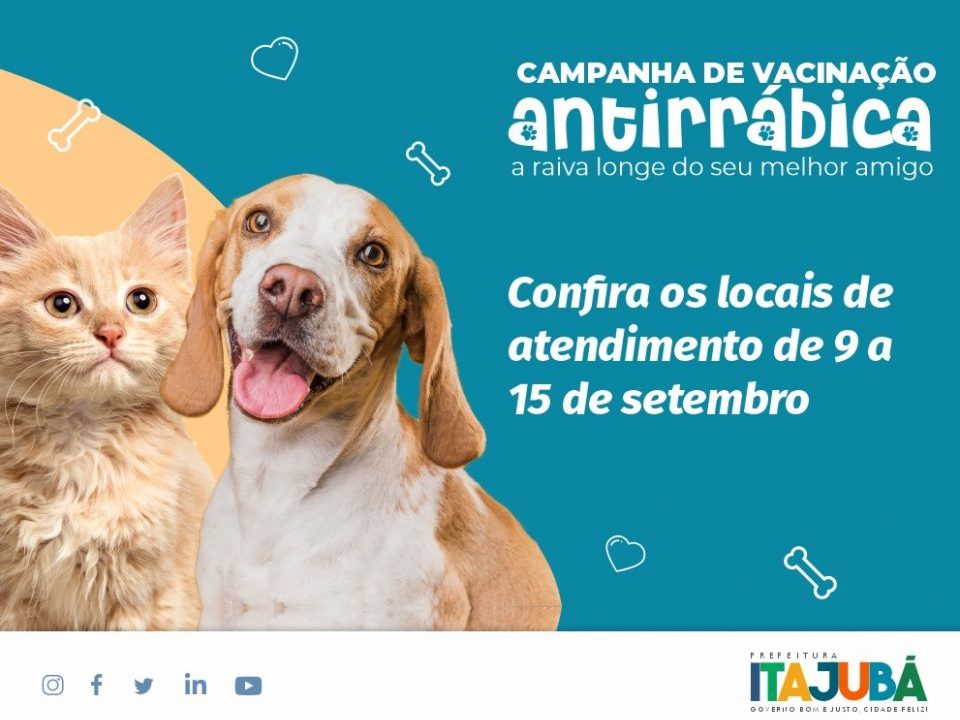 CAMPANHA DE VACINAÇÃO
antirrábica
a raiva longe do seu melhor amigo
Confira os locais de
atendimento de 9 a
15 de setembro
PREFEITURA
ITAJUBÁ
GOVERNO BOM E JUSTO, CIDADE FELIZ!